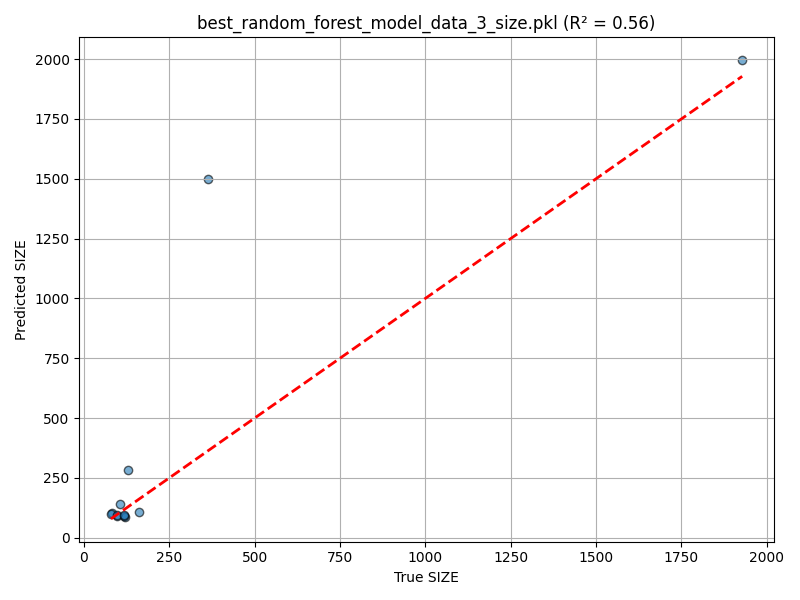 best_random_forest_model_data_3_size.pkl (R² = 0.56)
2000
1750
1500
1250
1000
750
500
250
0
Predicted SIZE
0 250 500 750 1000 1250 1500 1750 2000
True SIZE